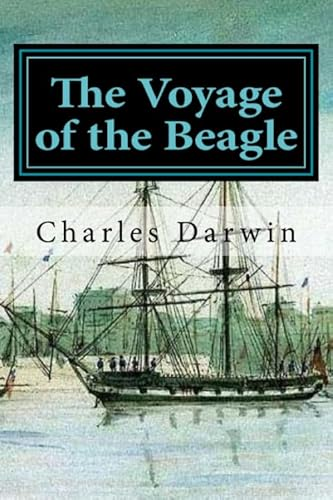 The Voyage
of the Beagle
Charles Darwin